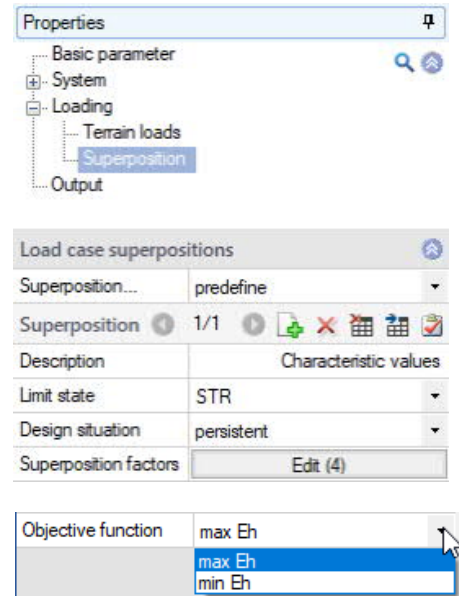 Properties
Basic parameter
System
Loading
Terrain loads
Superposition
Output
Load case superpositions
Superposition... predefine
Superposition 1/1
Description Characteristic values
Limit state STR
Design situation persistent
Superposition factors Edit (4)
Objective function max Eh
max Eh
min Eh